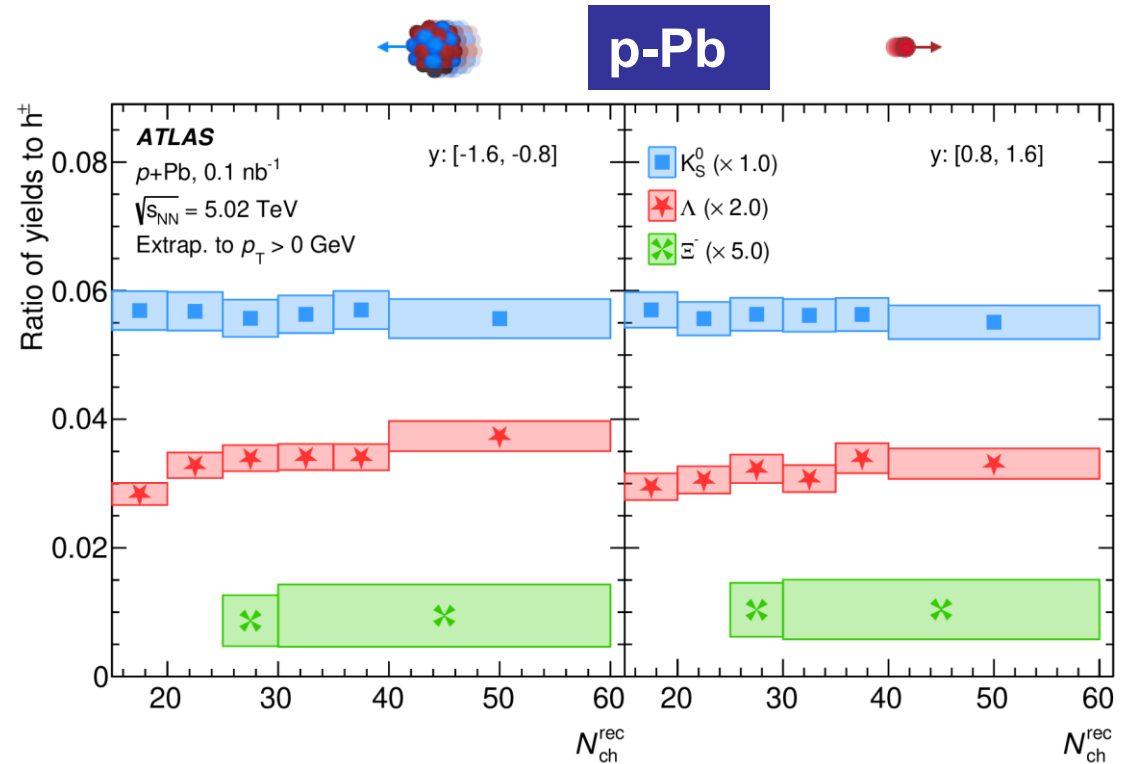 p-Pb
Ratio of yields to h±
ATLAS
p+Pb, 0.1 nb⁻¹
√sNN = 5.02 TeV
Extrap. to pT > 0 GeV
y: [-1.6, -0.8]
K⁰S (× 1.0)
Λ (× 2.0)
Ξ⁻ (× 5.0)
y: [0.8, 1.6]
0.08
0.06
0.04
0.02
0
20 30 40 50 60
20 30 40 50 60
Nchrec
Nchrec